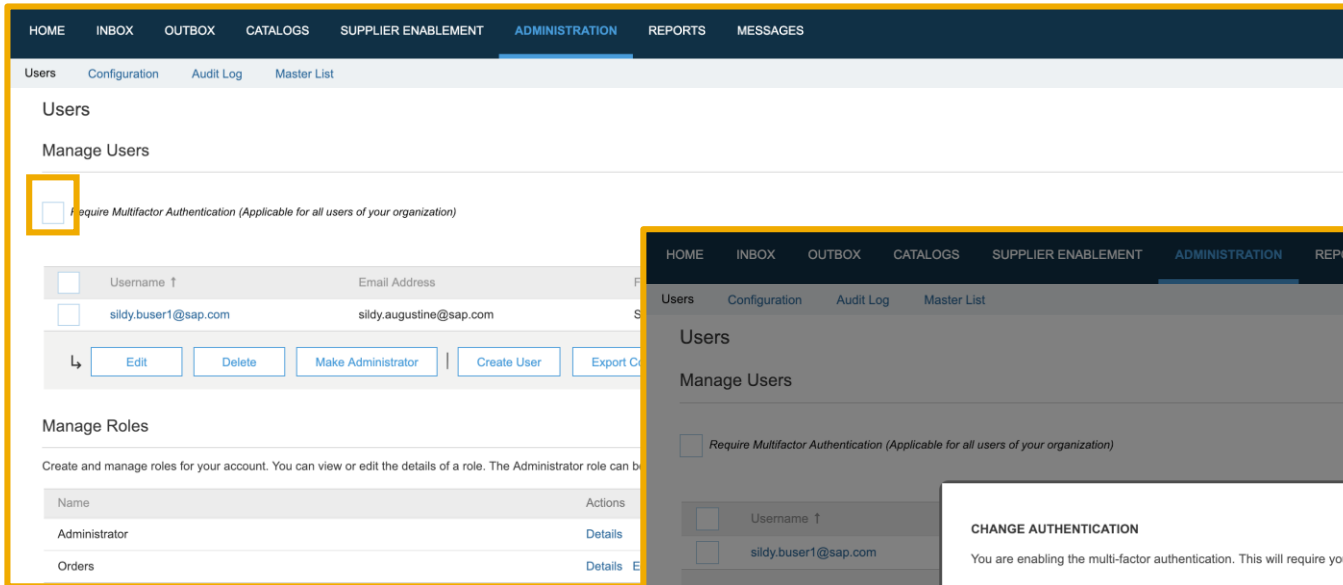 HOME INBOX OUTBOX CATALOGS SUPPLIER ENABLEMENT ADMINISTRATION REPORTS MESSAGES
Users Configuration Audit Log Master List
Users
Manage Users
Require Multifactor Authentication (Applicable for all users of your organization)
Username ↑ Email Address F
sildy.buser1@sap.com sildy.augustine@sap.com S
Edit Delete Make Administrator | Create User Export Co
Manage Roles
Create and manage roles for your account. You can view or edit the details of a role. The Administrator role can b
Name Actions
Administrator Details
Orders Details E
HOME INBOX OUTBOX CATALOGS SUPPLIER ENABLEMENT ADMINISTRATION REPO
Users Configuration Audit Log Master List
Users
Manage Users
Require Multifactor Authentication (Applicable for all users of your organization)
Username ↑
sildy.buser1@sap.com
CHANGE AUTHENTICATION
You are enabling the multi-factor authentication. This will require yo